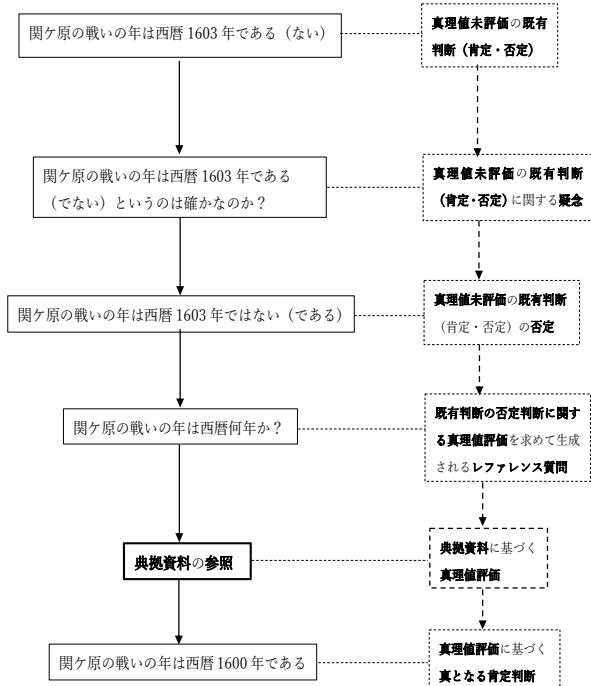 関ケ原の戦いの年は西暦 1603 年である（ない）
真理値未評価の既有
判断（肯定・否定）
関ケ原の戦いの年は西暦 1603 年である
（でない）というのは確かなのか？
真理値未評価の既有判断
（肯定・否定）に関する疑念
関ケ原の戦いの年は西暦 1603 年ではない（である）
真理値未評価の既有判断
（肯定・否定）の否定
関ケ原の戦いの年は西暦何年か？
既有判断の否定判断に関す
る真理値評価を求めて生成
されるレファレンス質問
典拠資料の参照
典拠資料に基づく
真理値評価
関ケ原の戦いの年は西暦 1600 年である
真理値評価に基づく
真となる肯定判断